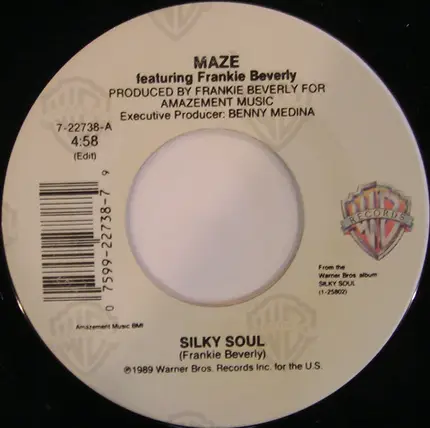 MAZE
featuring Frankie Beverly
PRODUCED BY FRANKIE BEVERLY FOR
AMAZEMENT MUSIC
Executive Producer: BENNY MEDINA
7-22738-A
4:58
(Edit)
0 7599-22738-7 9
RECORDS
From the
Warner Bros. album
SILKY SOUL
(1-25802)
Amazement Music BMI
SILKY SOUL
(Frankie Beverly)
℗1989 Warner Bros. Records Inc. for the U.S.